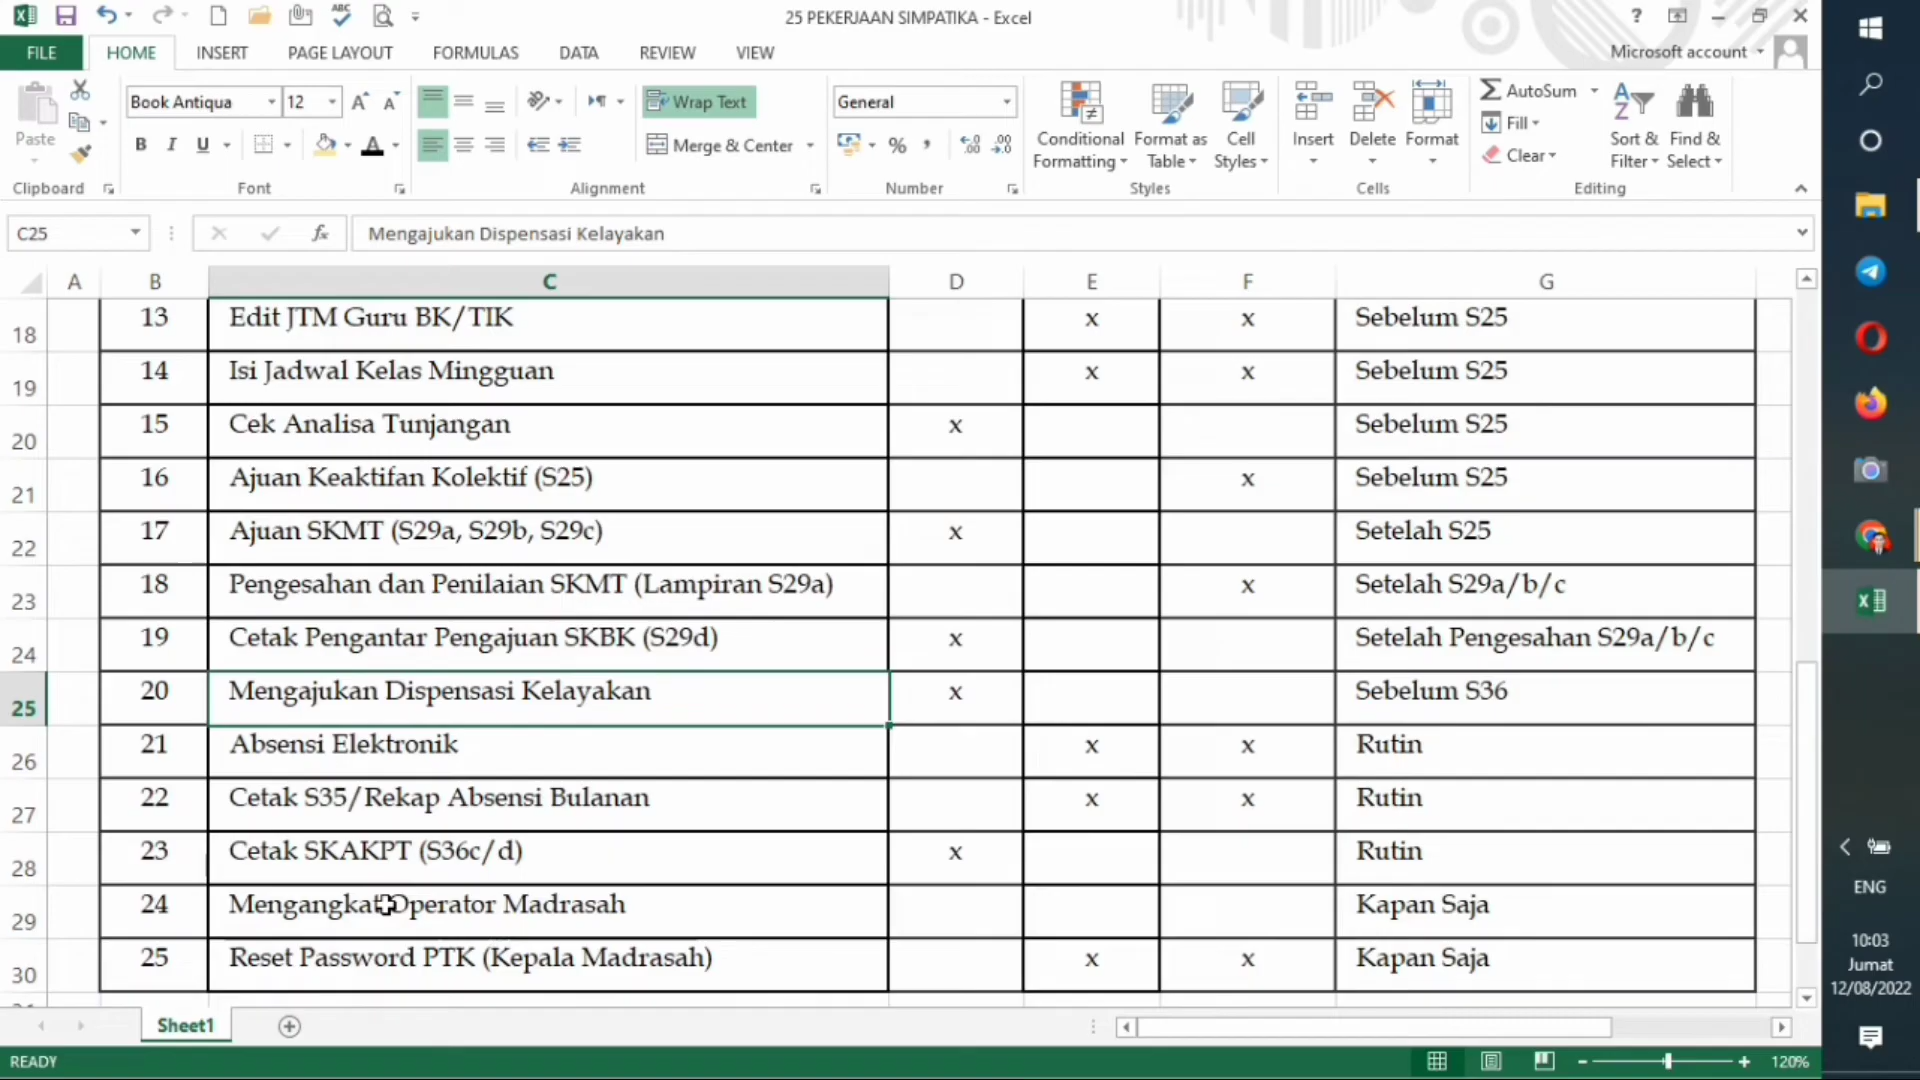 25 PEKERJAAN SIMPATIKA - Excel
FILE HOME INSERT PAGE LAYOUT FORMULAS DATA REVIEW VIEW Microsoft account
Book Antiqua 12 Wrap Text General AutoSum
Paste B I U Merge & Center % Conditional Formatting Format as Table Cell Styles Insert Delete Format Fill Clear Sort & Filter Find & Select
Clipboard Font Alignment Number Styles Cells Editing
C25 fx Mengajukan Dispensasi Kelayakan
A B C D E F G
18 13 Edit JTM Guru BK/TIK x x Sebelum S25
19 14 Isi Jadwal Kelas Mingguan x x Sebelum S25
20 15 Cek Analisa Tunjangan x Sebelum S25
21 16 Ajuan Keaktifan Kolektif (S25) x Sebelum S25
22 17 Ajuan SKMT (S29a, S29b, S29c) x Setelah S25
23 18 Pengesahan dan Penilaian SKMT (Lampiran S29a) x Setelah S29a/b/c
24 19 Cetak Pengantar Pengajuan SKBK (S29d) x Setelah Pengesahan S29a/b/c
25 20 Mengajukan Dispensasi Kelayakan x Sebelum S36
26 21 Absensi Elektronik x x Rutin
27 22 Cetak S35/Rekap Absensi Bulanan x x Rutin
28 23 Cetak SKAKPT (S36c/d) x Rutin
29 24 Mengangkat Operator Madrasah Kapan Saja
30 25 Reset Password PTK (Kepala Madrasah) x x Kapan Saja
Sheet1
READY 120%
ENG
10:03
Jumat
12/08/2022